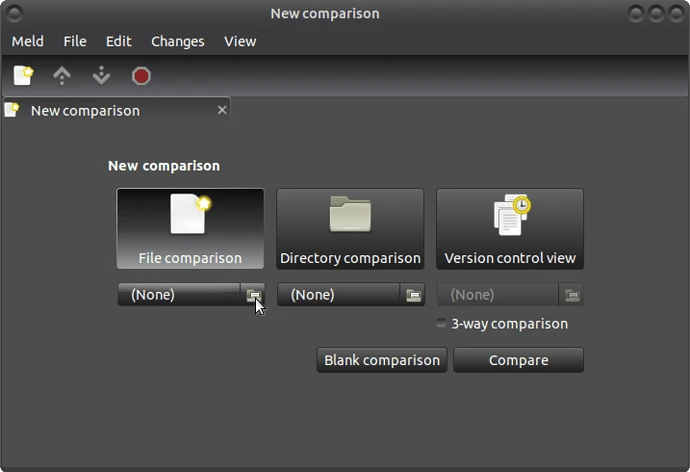 New comparison
Meld File Edit Changes View
New comparison
New comparison
File comparison Directory comparison Version control view
(None) (None) (None)
3-way comparison
Blank comparison Compare